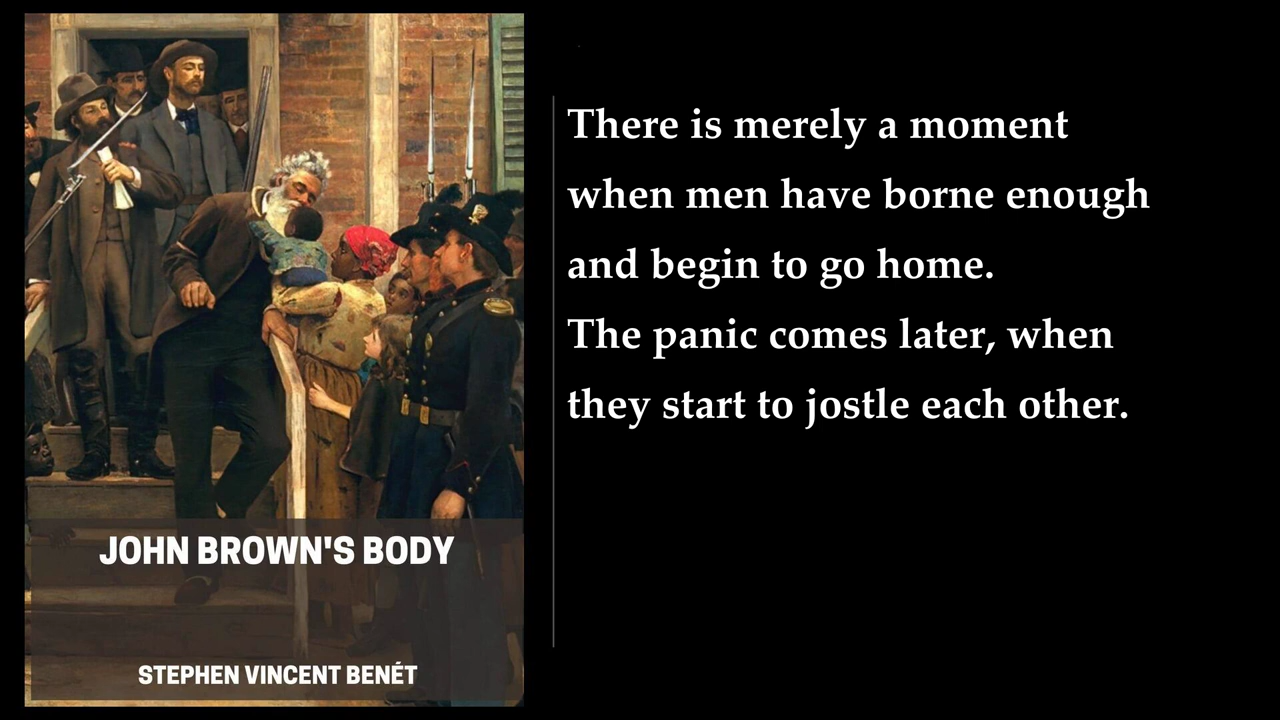 There is merely a moment
when men have borne enough
and begin to go home.
The panic comes later, when
they start to jostle each other.
JOHN BROWN'S BODY
STEPHEN VINCENT BENÉT